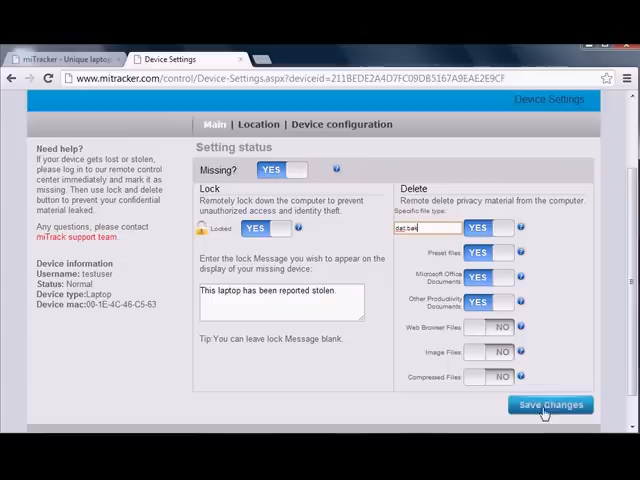 miTracker - Unique laptop
Device Settings
www.mitracker.com/control/Device-Settings.aspx?deviceid=211BEDE2A4D7FC09DB5167A9EAE2E9CF
Device Settings
Main | Location | Device configuration
Need help?
If your device gets lost or stolen,
please log in our remote control
center immediately and mark it as
missing. Then use lock and delete
button to prevent your confidential
material leaked.
Any questions, please contact
miTrack support team.
Device information
Username: testuser
Status: Normal
Device type:Laptop
Device mac:00-1E-4C-46-C5-63
Setting status
Missing? YES
Lock
Remotely lock down the computer to prevent
unauthorized access and identity theft.
Locked YES
Enter the lock Message you wish to appear on the
display of your missing device:
This laptop has been reported stolen.
Tip:You can leave lock Message blank.
Delete
Remote delete privacy material from the computer.
Specific file type:
YES
Preset files: YES
Microsoft Office
Documents: YES
Other Productivity
Documents: YES
Web Browser Files: NO
Image Files: NO
Compressed Files: NO
Save Changes